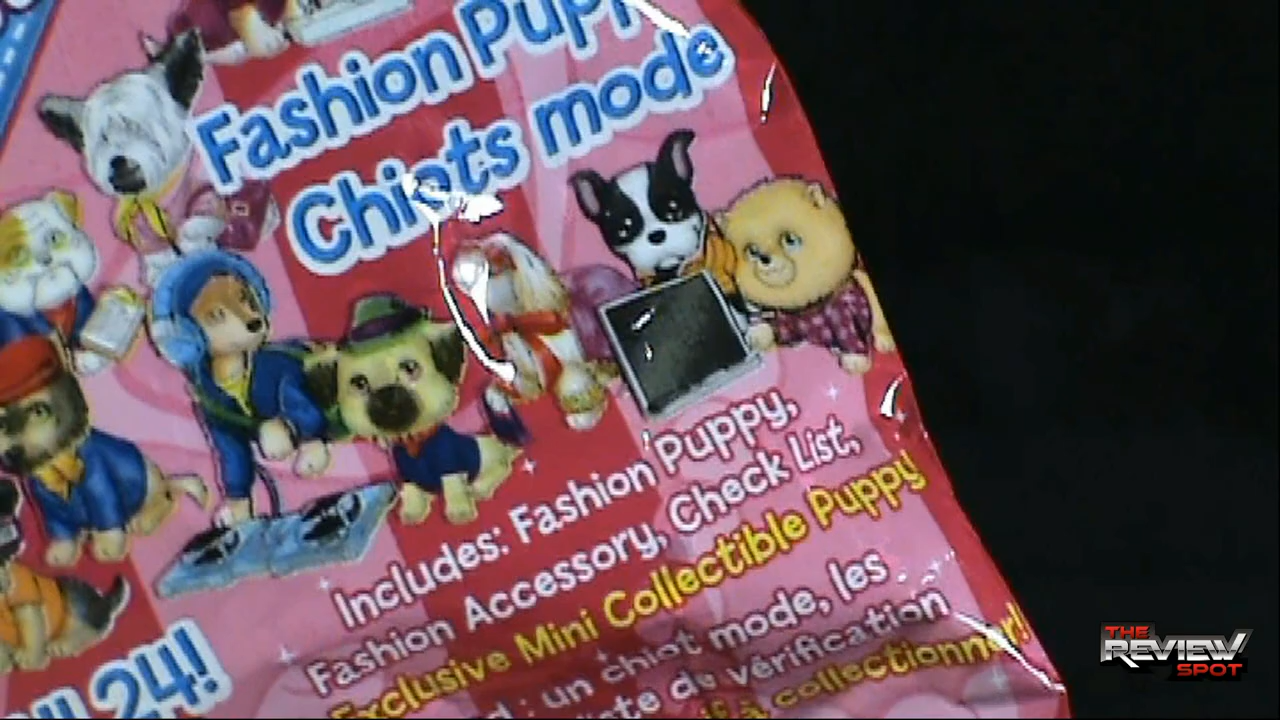 Fashion
Chiots mode
Includes: Fashion Puppy,
Fashion Accessory, Check List,
Exclusive Mini Collectible Puppy
: un chiot mode, les
de vérification
à collectionner!
24!
THE
REVIEW
SPOT